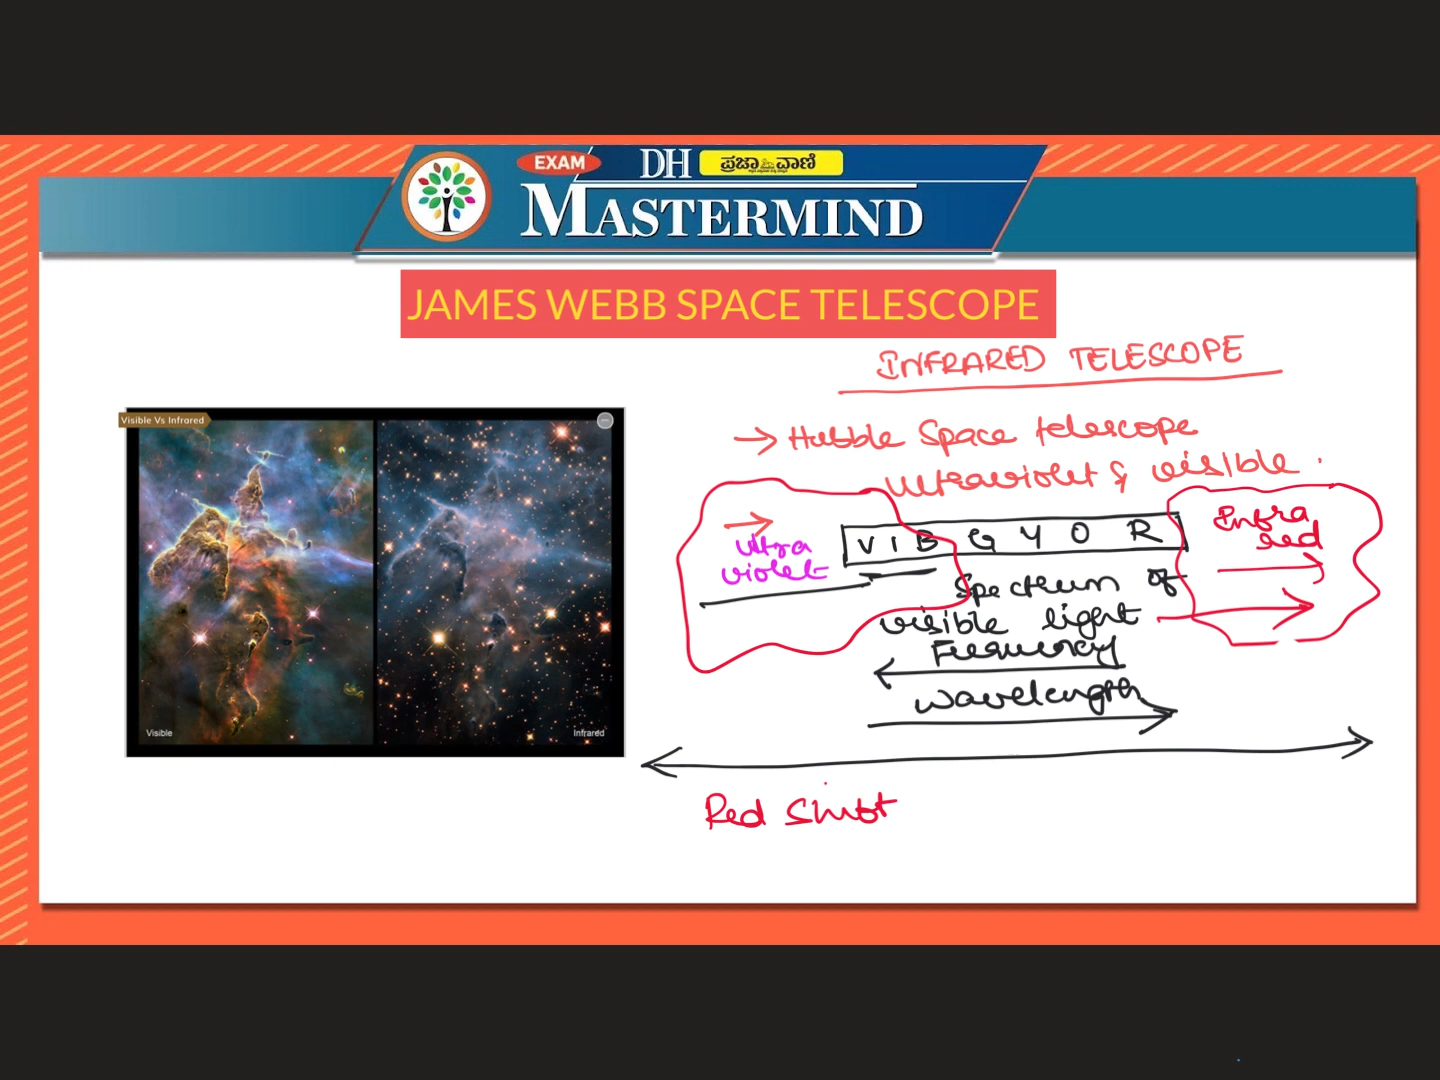 EXAM
DH ಪ್ರಜಾವಾಣಿ
MASTERMIND
JAMES WEBB SPACE TELESCOPE
INFRARED TELESCOPE
→ Hubble Space telescope
Ultraviolet & visible.
Visible Vs Infrared
Ultra violet
V I B G Y O R
Infra red
Spectrum of
visible light
Frequency
wavelength
Visible
Infrared
Red Shift